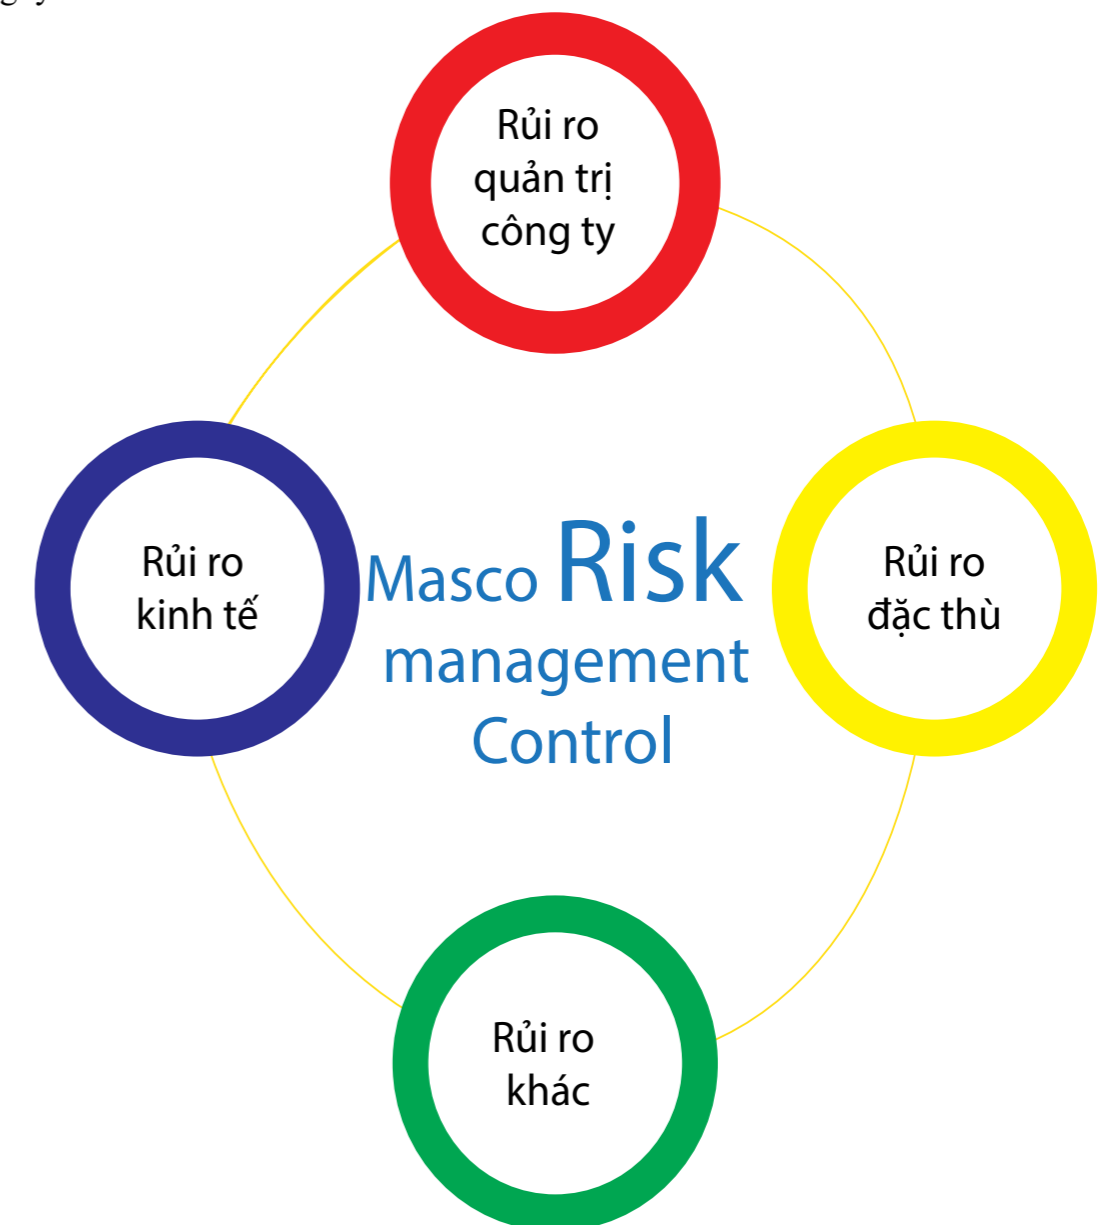 Rủi ro
quản trị
công ty
Rủi ro
kinh tế
Masco Risk
management
Control
Rủi ro
đặc thù
Rủi ro
khác